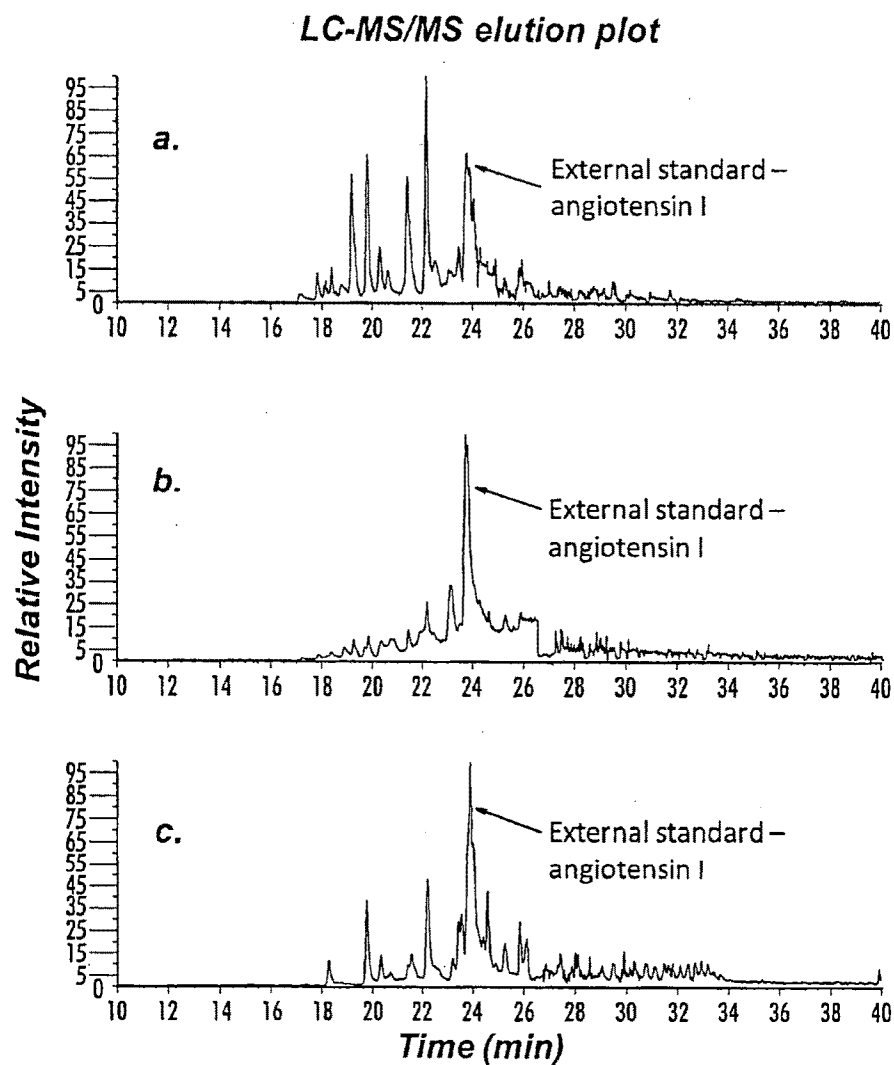 LC-MS/MS elution plot
Relative Intensity
a.
95
85
75
65
55
45
35
25
15
5
0
External standard –
angiotensin I
10 12 14 16 18 20 22 24 26 28 30 32 34 36 38 40
b.
95
85
75
65
55
45
35
25
15
5
0
External standard –
angiotensin I
10 12 14 16 18 20 22 24 26 28 30 32 34 36 38 40
c.
95
85
75
65
55
45
35
25
15
5
0
External standard –
angiotensin I
10 12 14 16 18 20 22 24 26 28 30 32 34 36 38 40
Time (min)